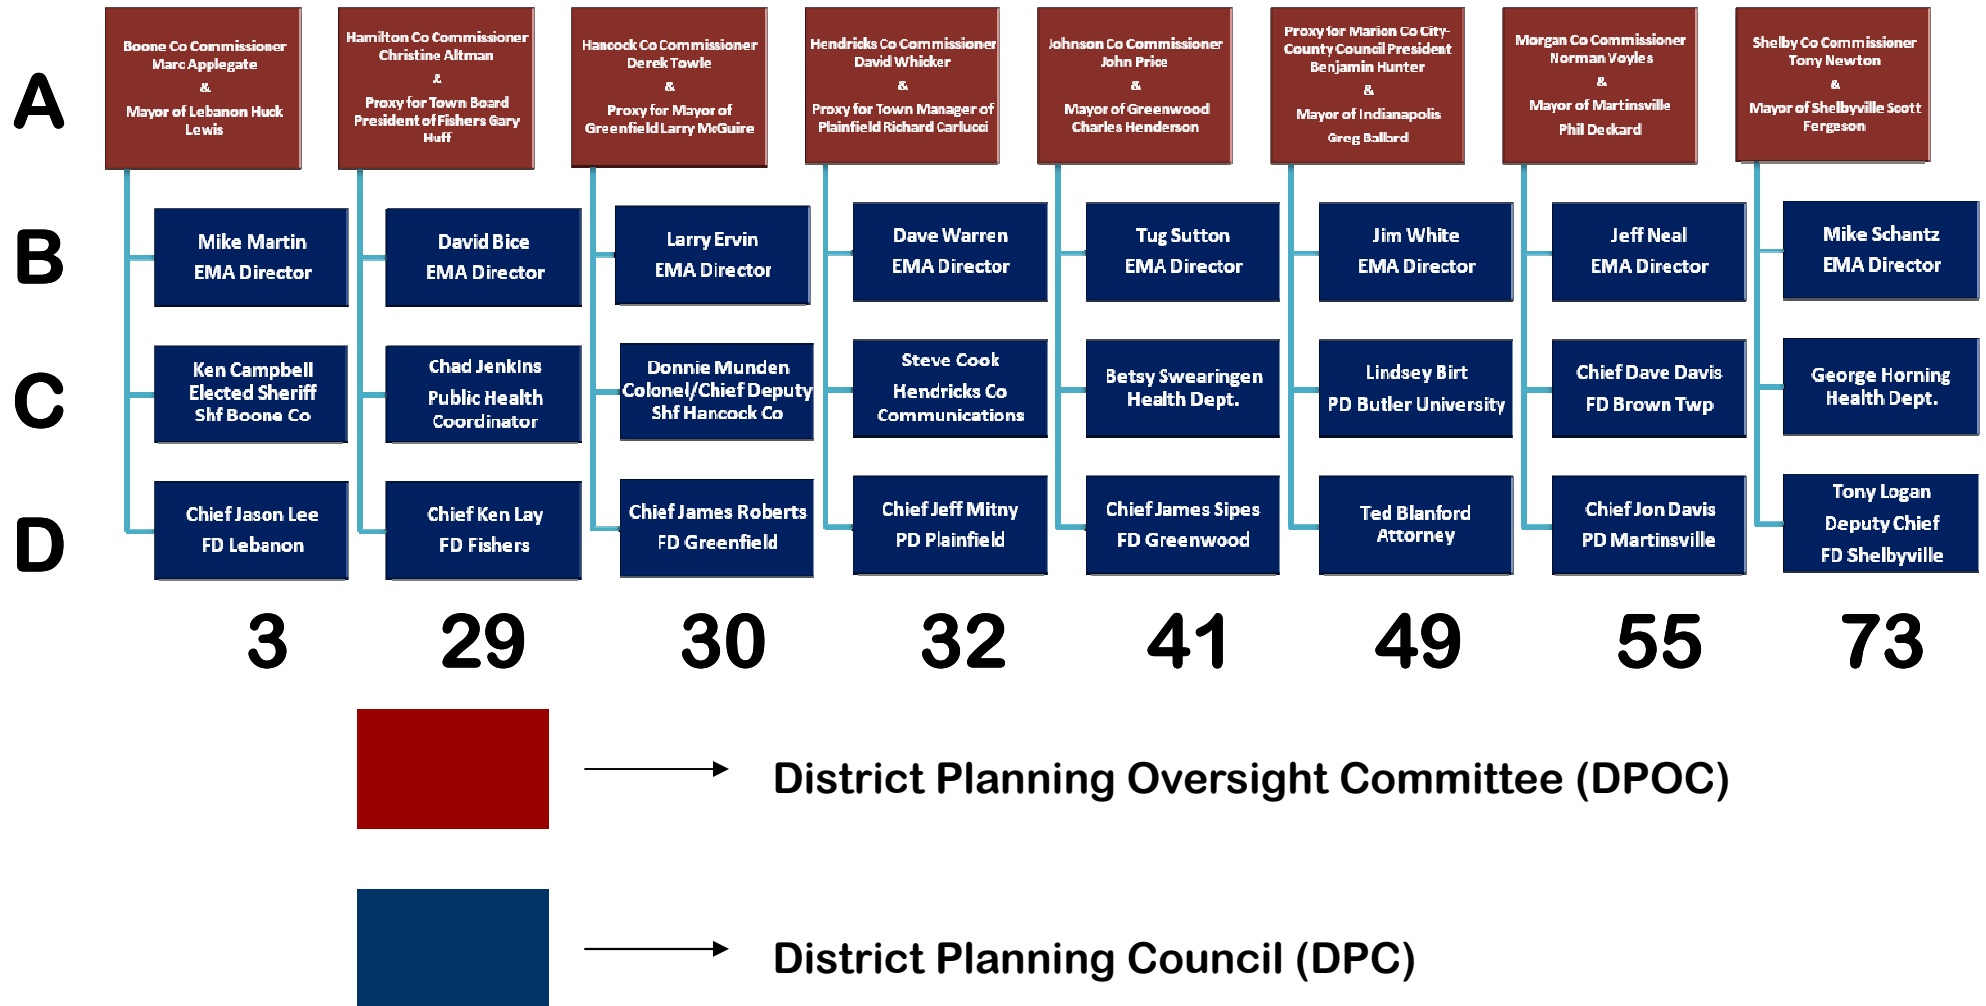 A
Boone Co Commissioner
Marc Applegate
&
Mayor of Lebanon Huck
Lewis
Hamilton Co Commissioner
Christine Altman
&
Proxy for Town Board
President of Fishers Gary
Huff
Hancock Co Commissioner
Derek Towle
&
Proxy for Mayor of
Greenfield Larry McGuire
Hendricks Co Commissioner
David Whicker
&
Proxy for Town Manager of
Plainfield Richard Carlucci
Johnson Co Commissioner
John Price
&
Mayor of Greenwood
Charles Henderson
Proxy for Marion Co City-
County Council President
Benjamin Hunter
&
Mayor of Indianapolis
Greg Ballard
Morgan Co Commissioner
Norman Voyles
&
Mayor of Martinsville
Phil Deckard
Shelby Co Commissioner
Tony Newton
&
Mayor of Shelbyville Scott
Fergeson
B
Mike Martin
EMA Director
David Bice
EMA Director
Larry Ervin
EMA Director
Dave Warren
EMA Director
Tug Sutton
EMA Director
Jim White
EMA Director
Jeff Neal
EMA Director
Mike Schantz
EMA Director
C
Ken Campbell
Elected Sheriff
Shf Boone Co
Chad Jenkins
Public Health
Coordinator
Donnie Munden
Colonel/Chief Deputy
Shf Hancock Co
Steve Cook
Hendricks Co
Communications
Betsy Swearingen
Health Dept.
Lindsey Birt
PD Butler University
Chief Dave Davis
FD Brown Twp
George Horning
Health Dept.
D
Chief Jason Lee
FD Lebanon
Chief Ken Lay
FD Fishers
Chief James Roberts
FD Greenfield
Chief Jeff Mitny
PD Plainfield
Chief James Sipes
FD Greenwood
Ted Blanford
Attorney
Chief Jon Davis
PD Martinsville
Tony Logan
Deputy Chief
FD Shelbyville
3 29 30 32 41 49 55 73
District Planning Oversight Committee (DPOC)
District Planning Council (DPC)